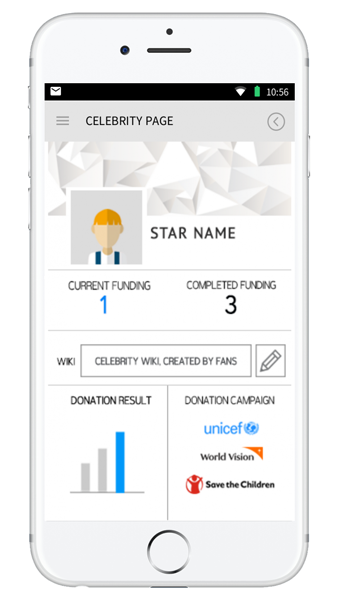 10:56
CELEBRITY PAGE
STAR NAME
CURRENT FUNDING
1
COMPLETED FUNDING
3
WIKI
CELEBRITY WIKI, CREATED BY FANS
DONATION RESULT
DONATION CAMPAIGN
unicef
World Vision
Save the Children